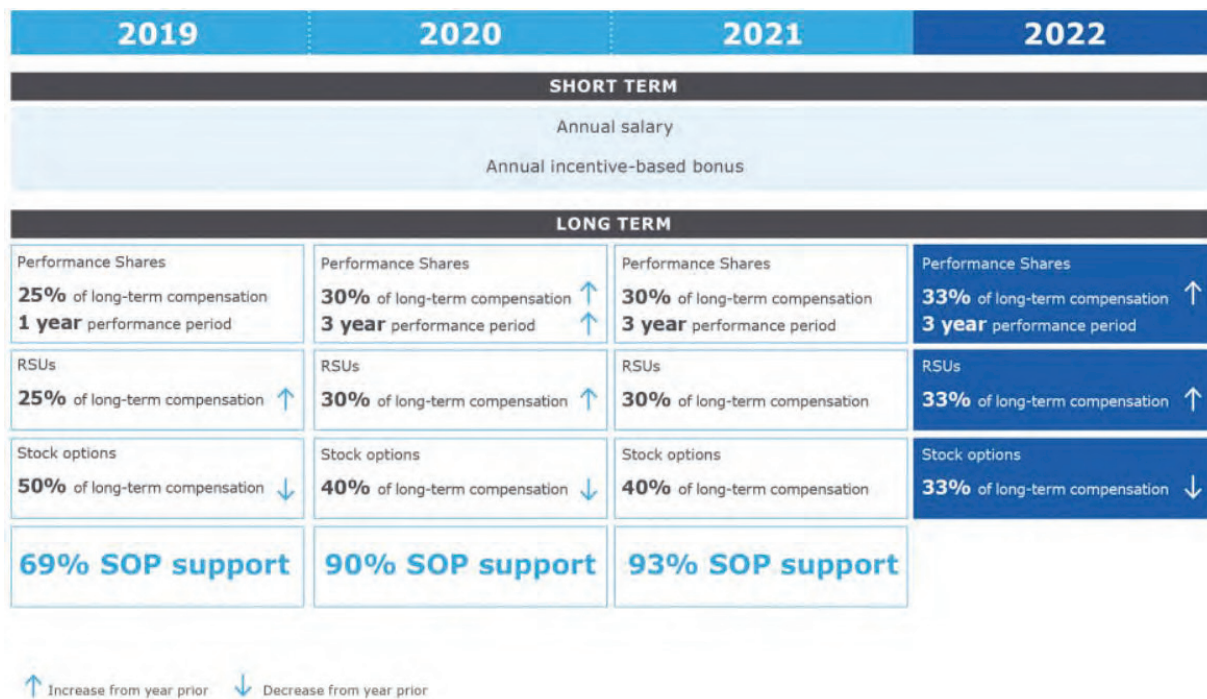 2019 2020 2021 2022
SHORT TERM
Annual salary
Annual incentive-based bonus
LONG TERM
Performance Shares
25% of long-term compensation
1 year performance period
Performance Shares
30% of long-term compensation ↑
3 year performance period ↑
Performance Shares
30% of long-term compensation
3 year performance period
Performance Shares
33% of long-term compensation ↑
3 year performance period
RSUs
25% of long-term compensation ↑
RSUs
30% of long-term compensation ↑
RSUs
30% of long-term compensation
RSUs
33% of long-term compensation ↑
Stock options
50% of long-term compensation ↓
Stock options
40% of long-term compensation ↓
Stock options
40% of long-term compensation
Stock options
33% of long-term compensation ↓
69% SOP support
90% SOP support
93% SOP support
↑ Increase from year prior ↓ Decrease from year prior